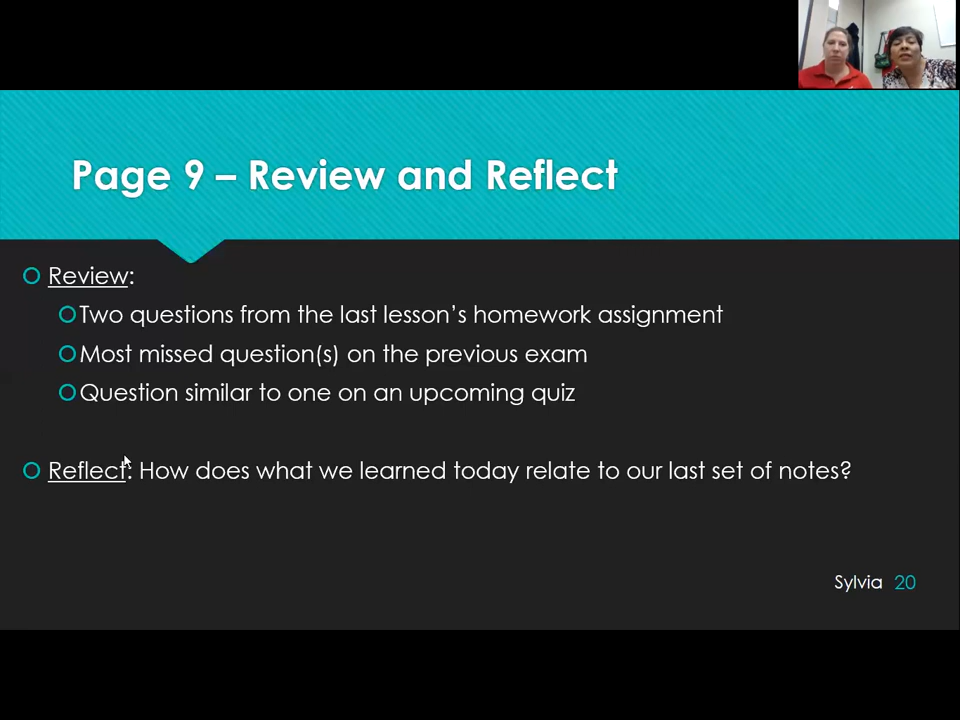 Page 9 – Review and Reflect
Review:
Two questions from the last lesson's homework assignment
Most missed question(s) on the previous exam
Question similar to one on an upcoming quiz
Reflect: How does what we learned today relate to our last set of notes?
Sylvia 20